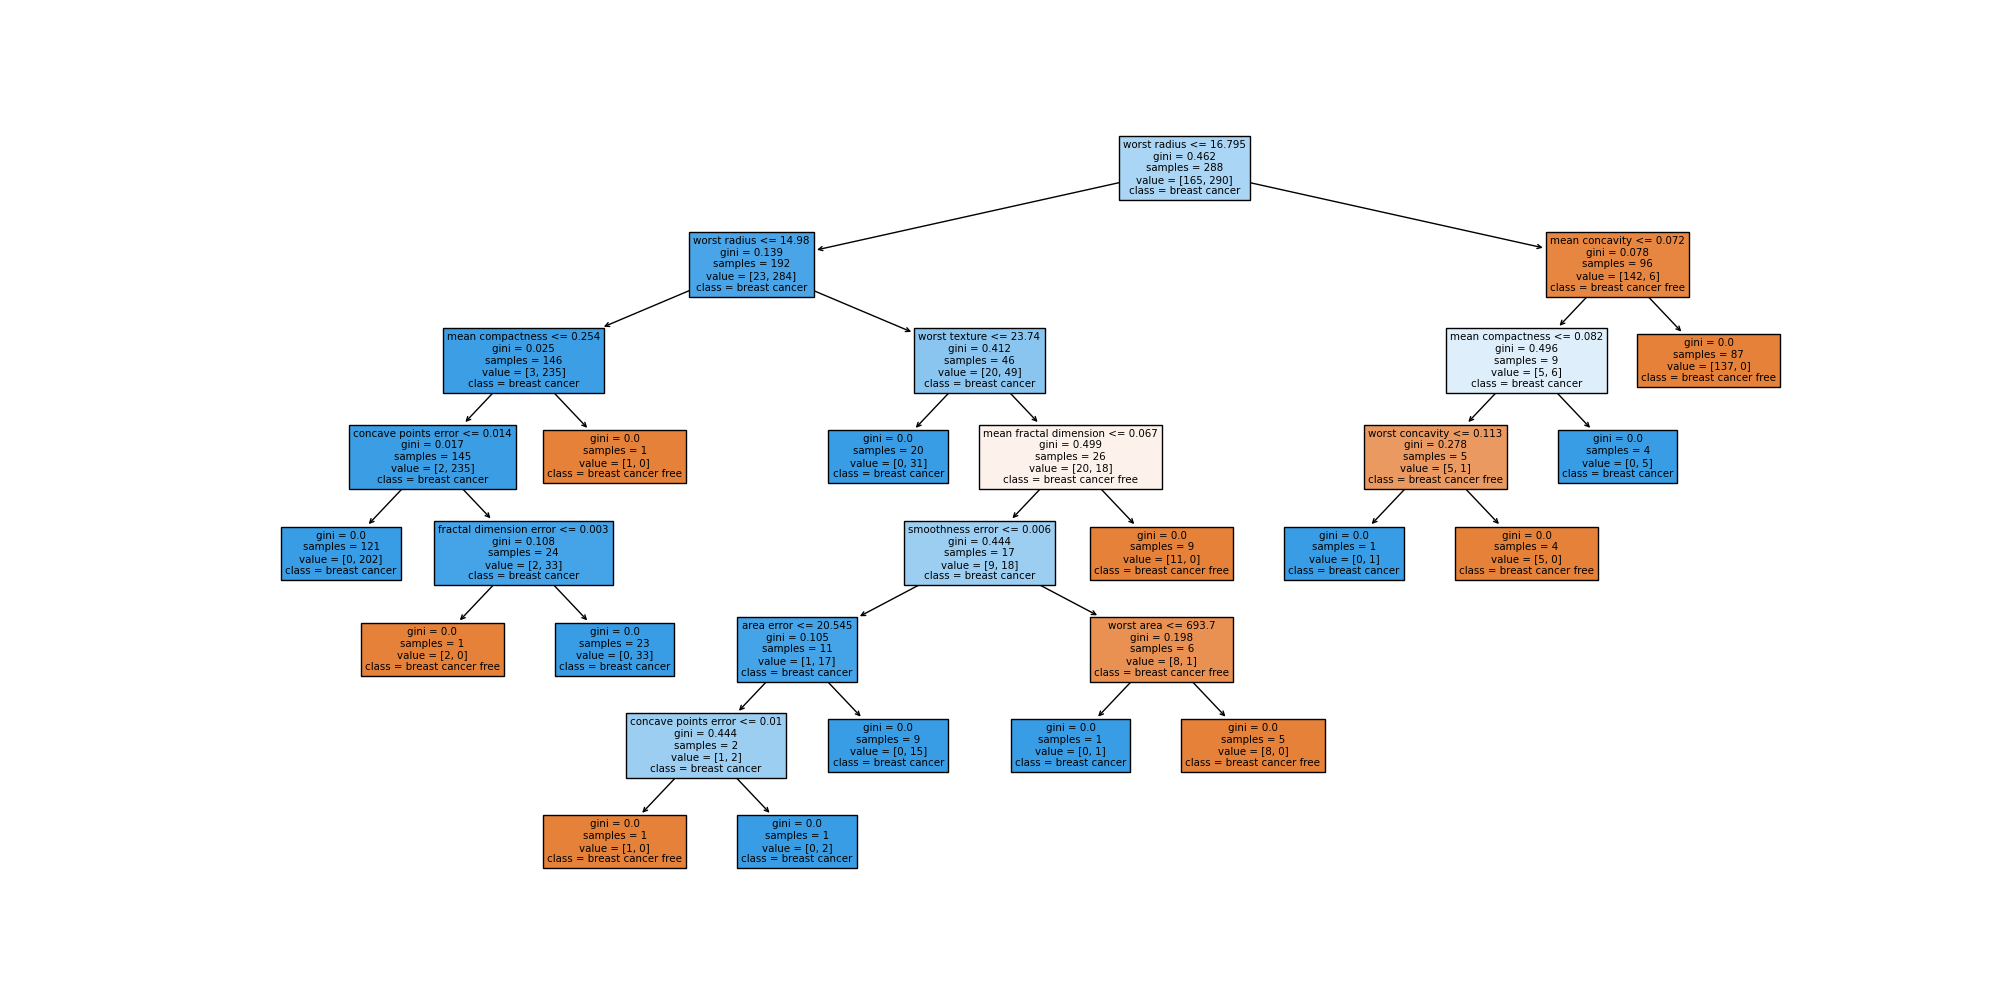 worst radius <= 16.795
gini = 0.462
samples = 288
value = [165, 290]
class = breast cancer
worst radius <= 14.98
gini = 0.139
samples = 192
value = [23, 284]
class = breast cancer
mean concavity <= 0.072
gini = 0.078
samples = 96
value = [142, 6]
class = breast cancer free
mean compactness <= 0.254
gini = 0.025
samples = 146
value = [3, 235]
class = breast cancer
worst texture <= 23.74
gini = 0.412
samples = 46
value = [20, 49]
class = breast cancer
mean compactness <= 0.082
gini = 0.496
samples = 9
value = [5, 6]
class = breast cancer
gini = 0.0
samples = 87
value = [137, 0]
class = breast cancer free
concave points error <= 0.014
gini = 0.017
samples = 145
value = [2, 235]
class = breast cancer
gini = 0.0
samples = 1
value = [1, 0]
class = breast cancer free
gini = 0.0
samples = 20
value = [0, 31]
class = breast cancer
mean fractal dimension <= 0.067
gini = 0.499
samples = 26
value = [20, 18]
class = breast cancer free
worst concavity <= 0.113
gini = 0.278
samples = 5
value = [5, 1]
class = breast cancer free
gini = 0.0
samples = 4
value = [0, 5]
class = breast cancer
gini = 0.0
samples = 121
value = [0, 202]
class = breast cancer
fractal dimension error <= 0.003
gini = 0.108
samples = 24
value = [2, 33]
class = breast cancer
smoothness error <= 0.006
gini = 0.444
samples = 17
value = [9, 18]
class = breast cancer
gini = 0.0
samples = 9
value = [11, 0]
class = breast cancer free
gini = 0.0
samples = 1
value = [0, 1]
class = breast cancer
gini = 0.0
samples = 4
value = [5, 0]
class = breast cancer free
gini = 0.0
samples = 1
value = [2, 0]
class = breast cancer free
gini = 0.0
samples = 23
value = [0, 33]
class = breast cancer
area error <= 20.545
gini = 0.105
samples = 11
value = [1, 17]
class = breast cancer
worst area <= 693.7
gini = 0.198
samples = 6
value = [8, 1]
class = breast cancer free
concave points error <= 0.01
gini = 0.444
samples = 2
value = [1, 2]
class = breast cancer
gini = 0.0
samples = 9
value = [0, 15]
class = breast cancer
gini = 0.0
samples = 1
value = [0, 1]
class = breast cancer
gini = 0.0
samples = 5
value = [8, 0]
class = breast cancer free
gini = 0.0
samples = 1
value = [1, 0]
class = breast cancer free
gini = 0.0
samples = 1
value = [0, 2]
class = breast cancer